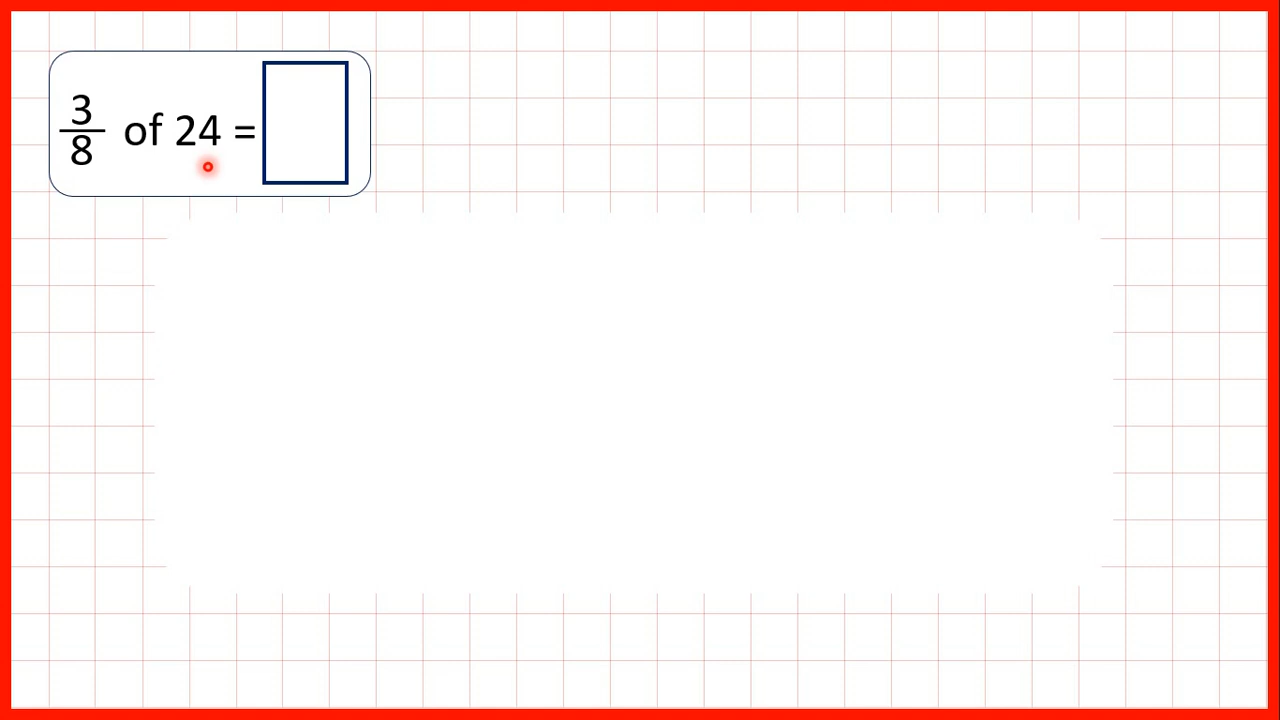 3/8 of 24 =